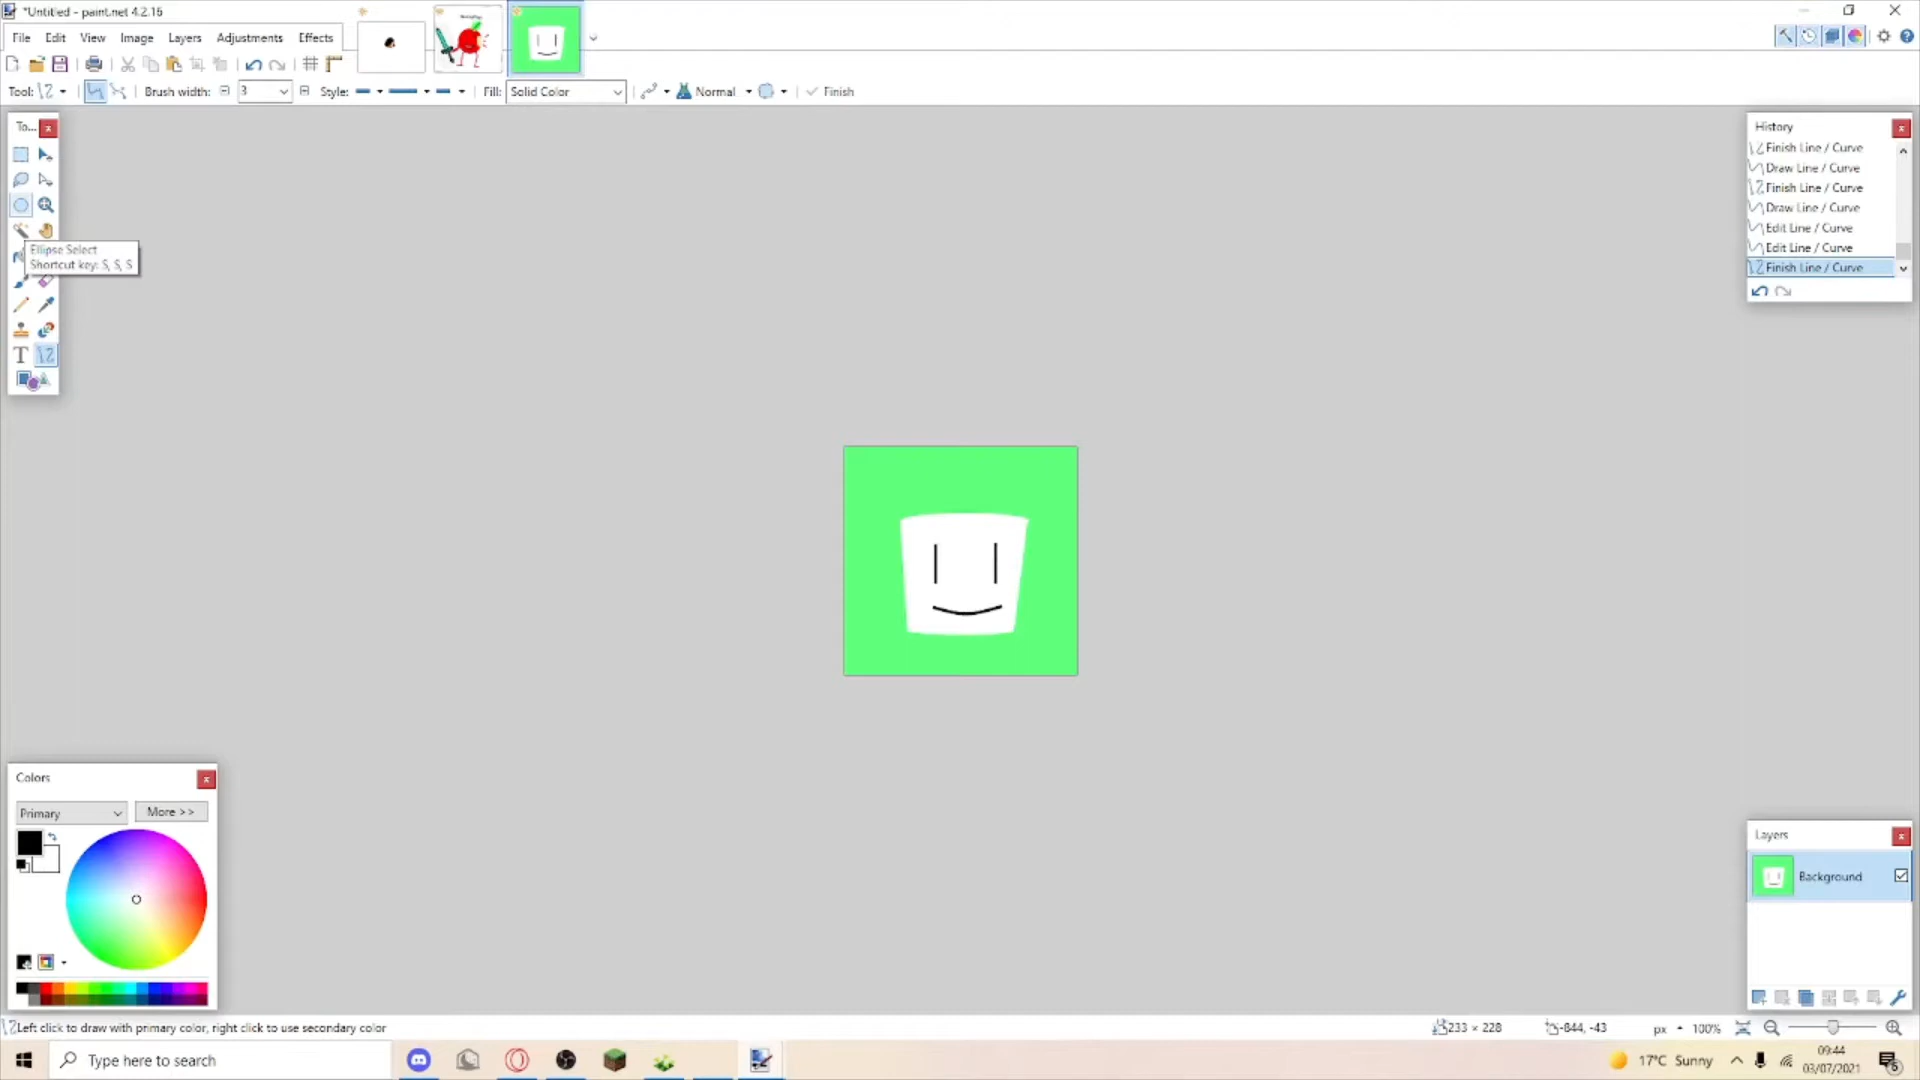 *Untitled - paint.net 4.2.15
File Edit View Image Layers Adjustments Effects
Tool: Brush width: 3 Style: Fill: Solid Color Normal Finish
To...
Ellipse Select
Shortcut key: S, S, S
History
Finish Line / Curve
Draw Line / Curve
Finish Line / Curve
Draw Line / Curve
Edit Line / Curve
Edit Line / Curve
Finish Line / Curve
Colors
Primary More >>
Layers
Background
Left click to draw with primary color, right click to use secondary color
233 × 228 -844, -43 px 100%
Type here to search
17°C Sunny
09:44
03/07/2021